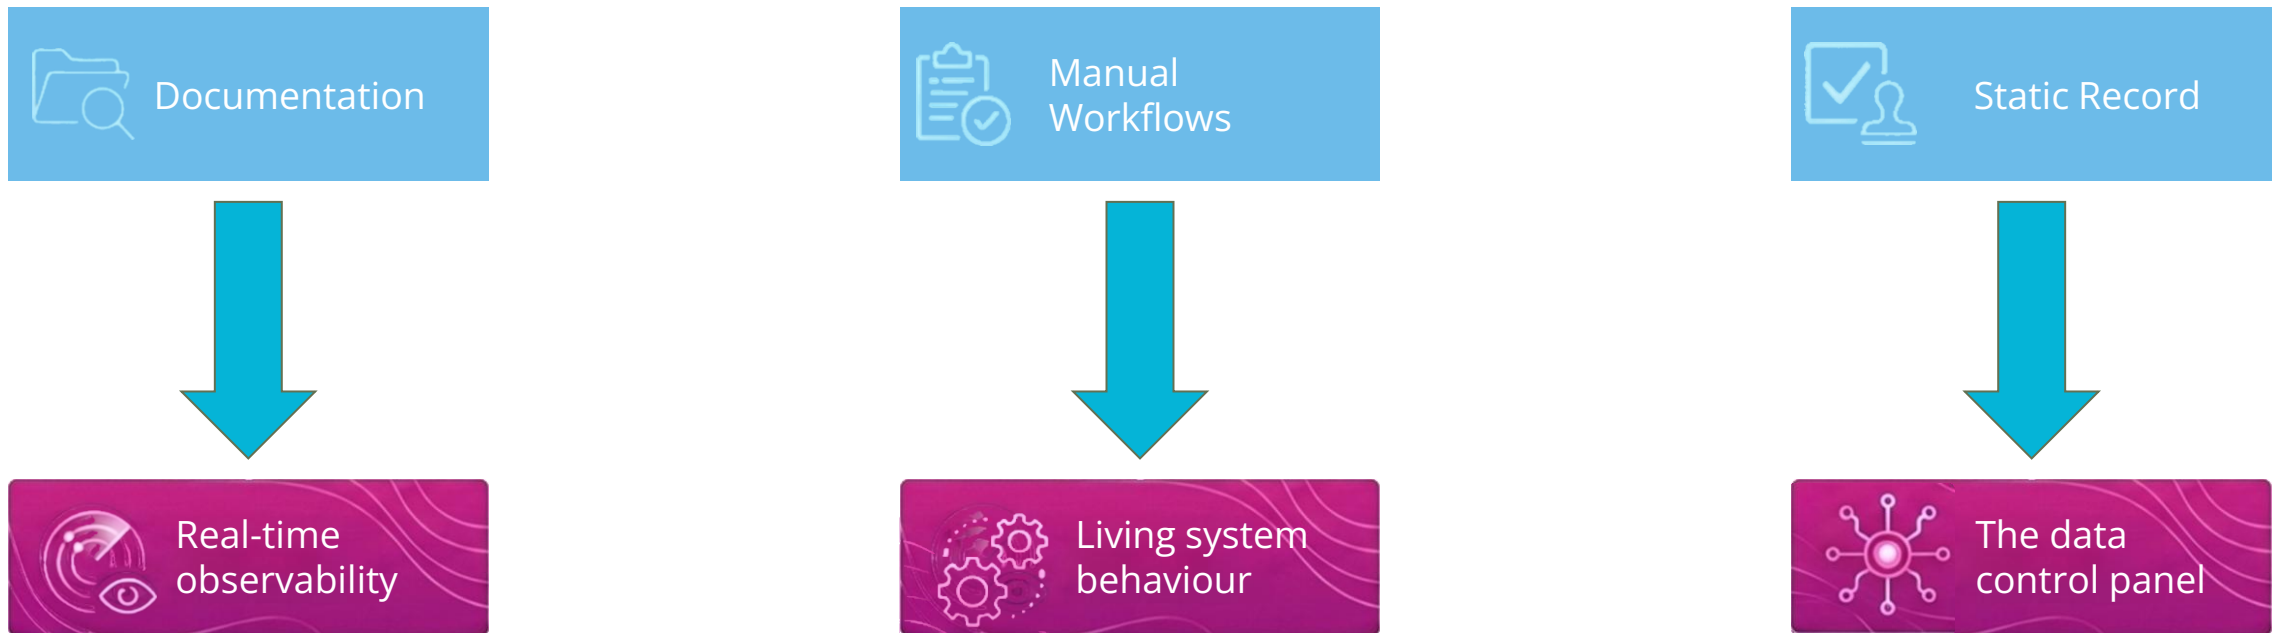 Documentation
Manual
Workflows
Static Record
Real-time
observability
Living system
behaviour
The data
control panel